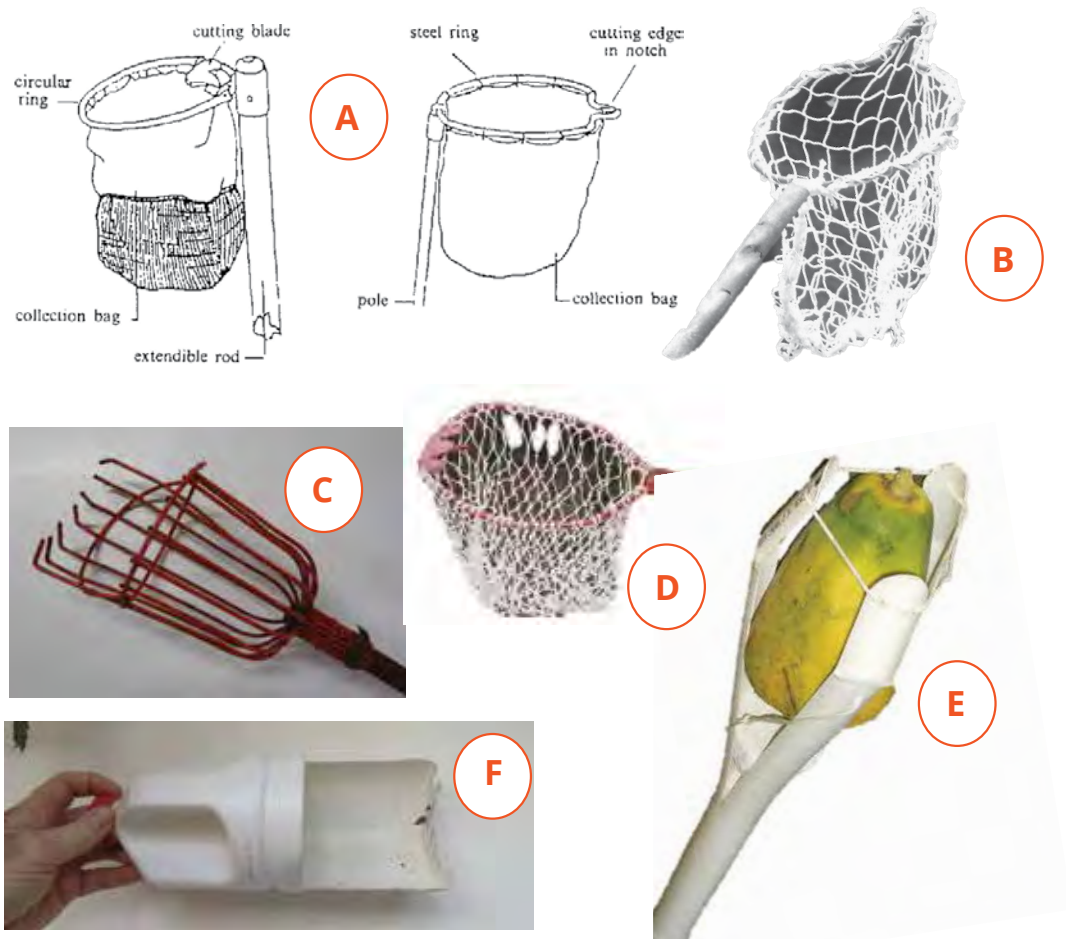 cutting blade
circular
ring
collection bag
extendible rod
A
steel ring
cutting edge
in notch
pole
collection bag
B
C
D
E
F